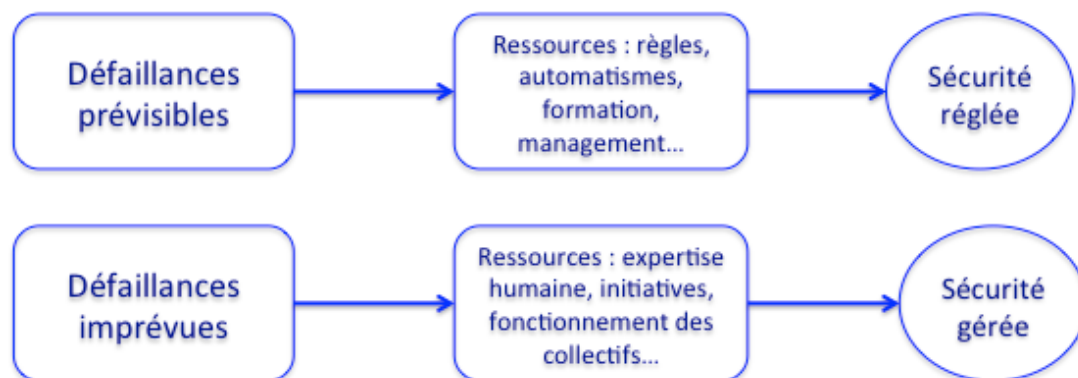 Défaillances
prévisibles
Ressources : règles,
automatismes,
formation,
management…
Sécurité
réglée
Défaillances
imprévues
Ressources : expertise
humaine, initiatives,
fonctionnement des
collectifs…
Sécurité
gérée